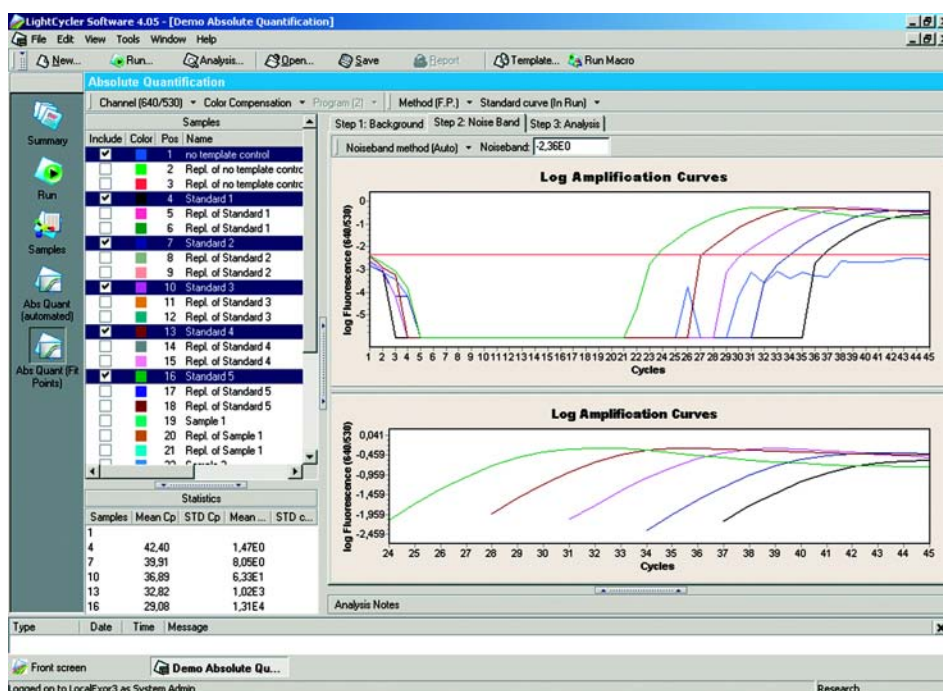 LightCycler Software 4.05 - [Demo Absolute Quantification]
File Edit View Tools Window Help
New... Run... Analysis... Open... Save Report Template... Run Macro
Absolute Quantification
Channel (640/530) Color Compensation Program (2) Method (F.P.) Standard curve (In Run)
Summary
Run
Samples
Abs Quant (automated)
Abs Quant (Fit Points)
Samples
Include Color Pos Name
1 no template control
2 Repl. of no template contrc
3 Repl. of no template contrc
4 Standard 1
5 Repl. of Standard 1
6 Repl. of Standard 1
7 Standard 2
8 Repl. of Standard 2
9 Repl. of Standard 2
10 Standard 3
11 Repl. of Standard 3
12 Repl. of Standard 3
13 Standard 4
14 Repl. of Standard 4
15 Repl. of Standard 4
16 Standard 5
17 Repl. of Standard 5
18 Repl. of Standard 5
19 Sample 1
20 Repl. of Sample 1
21 Repl. of Sample 1
Statistics
Samples Mean Cp STD Cp Mean ... STD c...
1
4 42,40 1,47E0
7 39,91 8,05E0
10 36,89 6,33E1
13 32,82 1,02E3
16 29,08 1,31E4
Step 1: Background Step 2: Noise Band Step 3: Analysis
Noiseband method (Auto) Noiseband: -2,36E0
Log Amplification Curves
log Fluorescence (640/530)
0
-1
-2
-3
-4
-5
1 2 3 4 5 6 7 8 9 10 11 12 13 14 15 16 17 18 19 20 21 22 23 24 25 26 27 28 29 30 31 32 33 34 35 36 37 38 39 40 41 42 43 44 45
Cycles
Log Amplification Curves
log Fluorescence (640/530)
0,041
-0,459
-0,959
-1,459
-1,959
-2,459
24 25 26 27 28 29 30 31 32 33 34 35 36 37 38 39 40 41 42 43 44 45
Cycles
Analysis Notes
Type Date Time Message
Front screen Demo Absolute Qu...
Logged on to LocalExor3 as System Admin Research